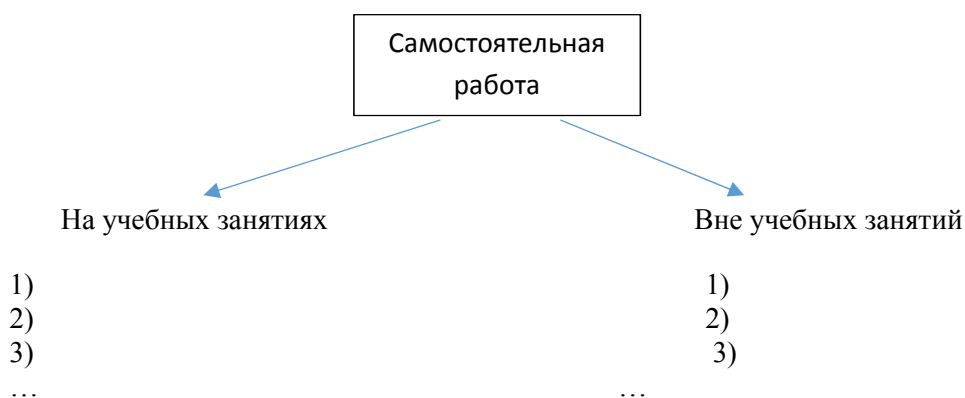 Самостоятельная
работа
На учебных занятиях
Вне учебных занятий
1)
1)
2)
2)
3)
3)
…
…